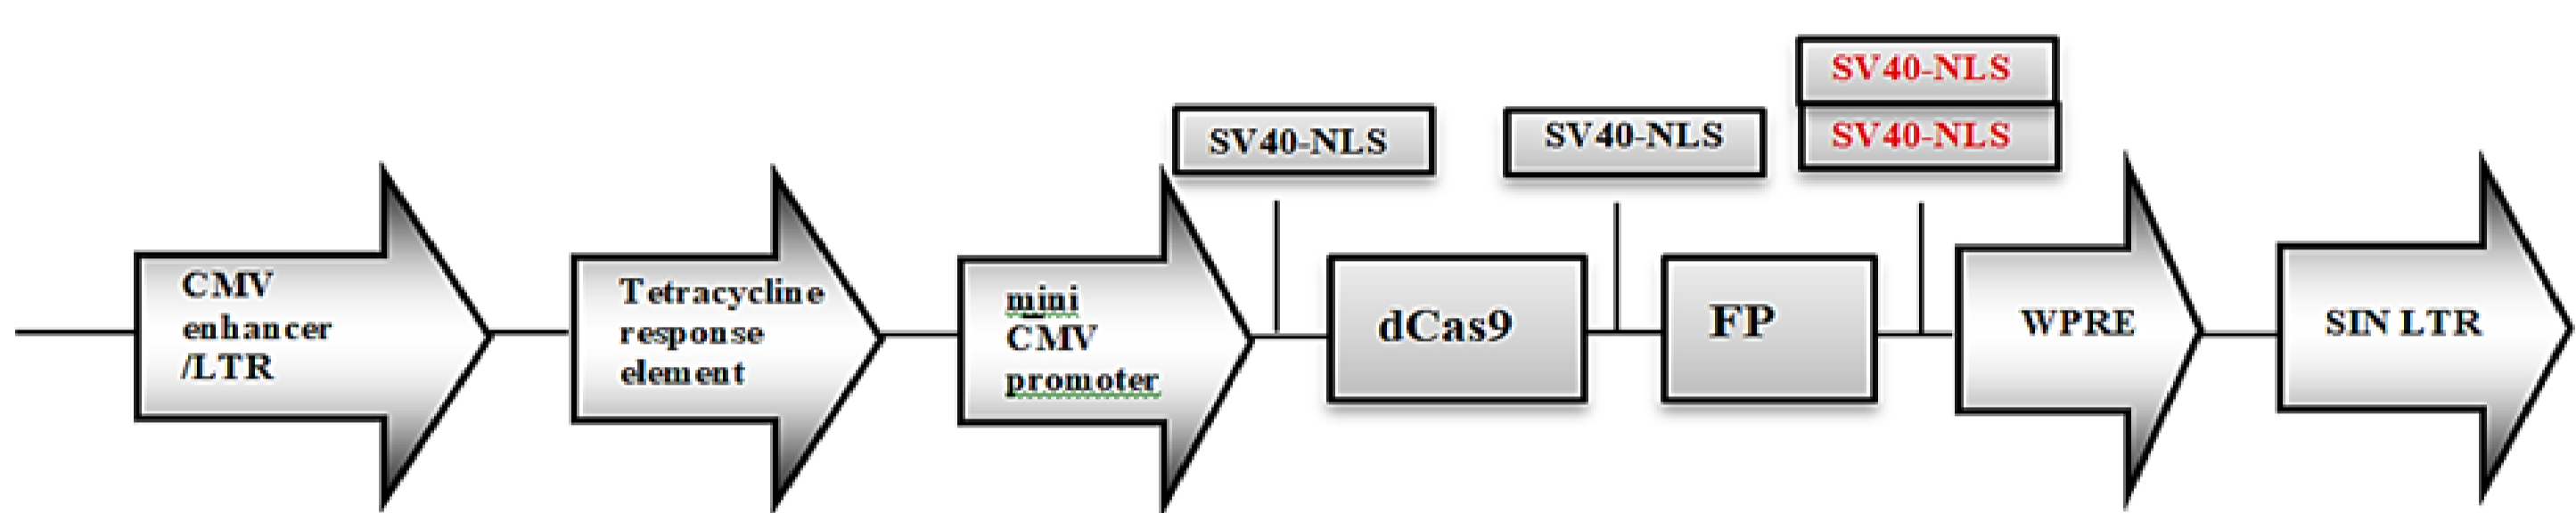 CMV
enhancer
/LTR
Tetracycline
response
element
mini
CMV
promoter
SV40-NLS
dCas9
SV40-NLS
FP
SV40-NLS
SV40-NLS
WPRE
SIN LTR